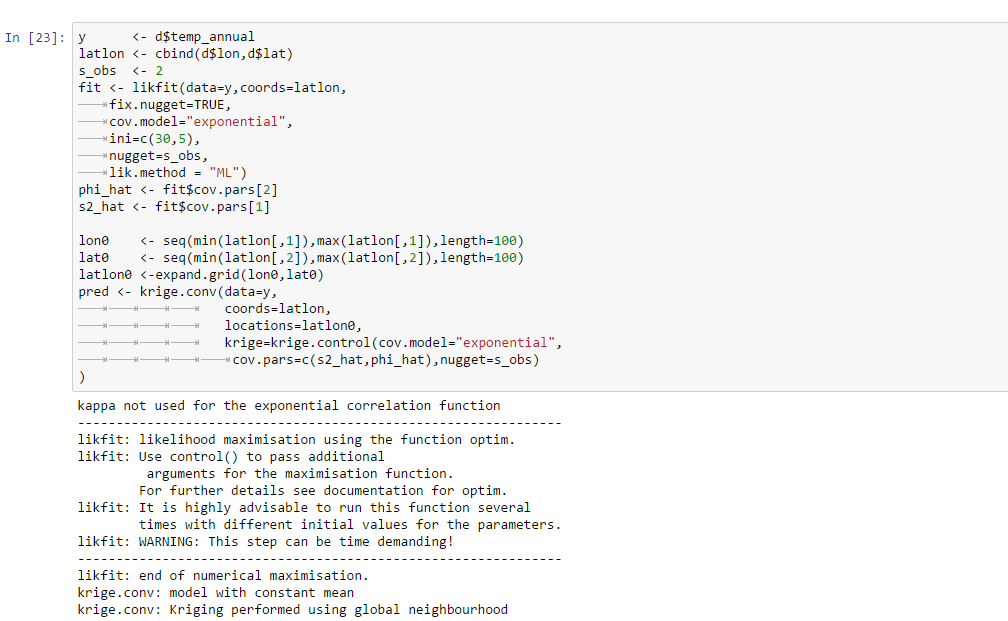 In [23]: y      <- d$temp_annual
latlon <- cbind(d$lon,d$lat)
s_obs  <- 2
fit <- likfit(data=y,coords=latlon,
fix.nugget=TRUE,
cov.model="exponential",
ini=c(30,5),
nugget=s_obs,
lik.method = "ML")
phi_hat <- fit$cov.pars[2]
s2_hat <- fit$cov.pars[1]
lon0    <- seq(min(latlon[,1]),max(latlon[,1]),length=100)
lat0    <- seq(min(latlon[,2]),max(latlon[,2]),length=100)
latlon0 <-expand.grid(lon0,lat0)
pred <- krige.conv(data=y,
coords=latlon,
locations=latlon0,
krige=krige.control(cov.model="exponential",
cov.pars=c(s2_hat,phi_hat),nugget=s_obs)
)
kappa not used for the exponential correlation function
---------------------------------------------------------------
likfit: likelihood maximisation using the function optim.
likfit: Use control() to pass additional
arguments for the maximisation function.
For further details see documentation for optim.
likfit: It is highly advisable to run this function several
times with different initial values for the parameters.
likfit: WARNING: This step can be time demanding!
---------------------------------------------------------------
likfit: end of numerical maximisation.
krige.conv: model with constant mean
krige.conv: Kriging performed using global neighbourhood